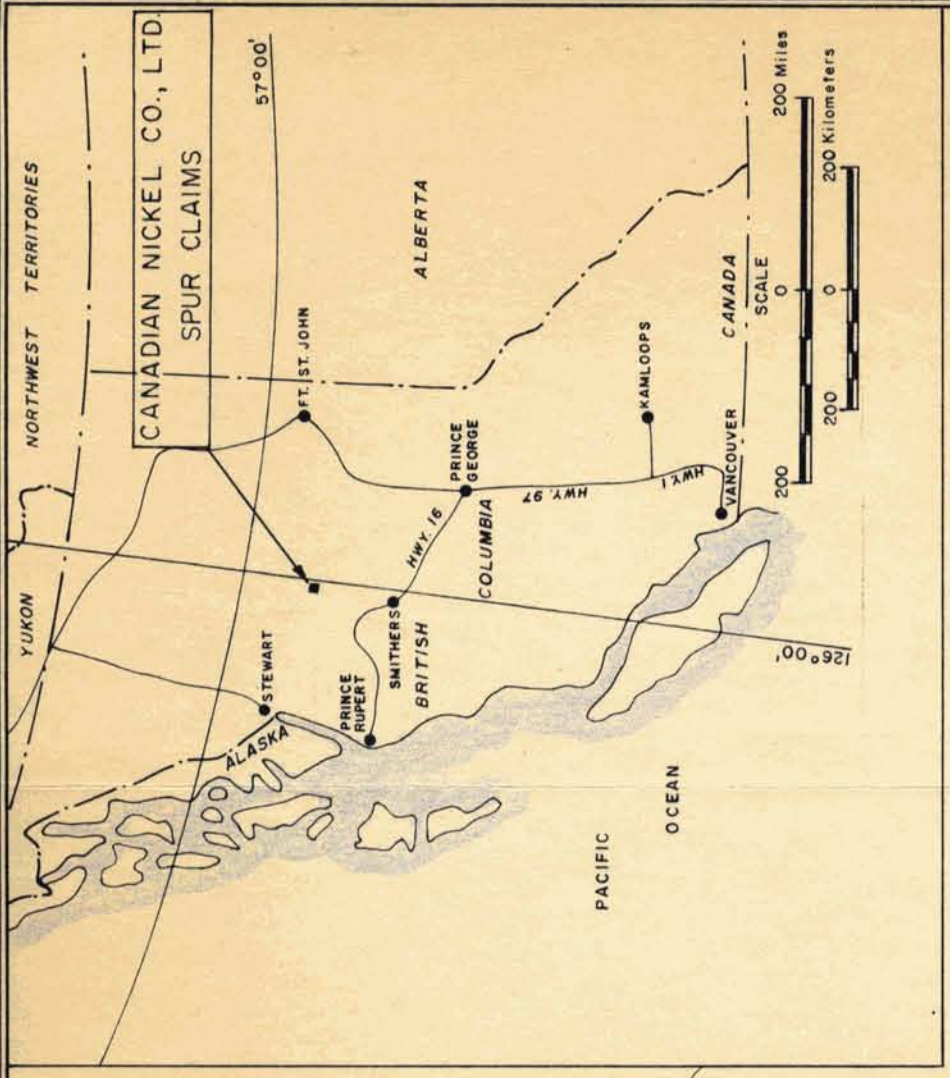 YUKON
NORTHWEST TERRITORIES
CANADIAN NICKEL CO., LTD.
SPUR CLAIMS
57°00'
ALASKA
STEWART
FT. ST. JOHN
ALBERTA
PRINCE
RUPERT
SMITHERS
HWY. 16
PRINCE
GEORGE
BRITISH
COLUMBIA
HWY. 97
KAMLOOPS
HWY. 1
VANCOUVER
CANADA
126°00'
PACIFIC
OCEAN
SCALE
200 0 200 Miles
200 0 200 Kilometers